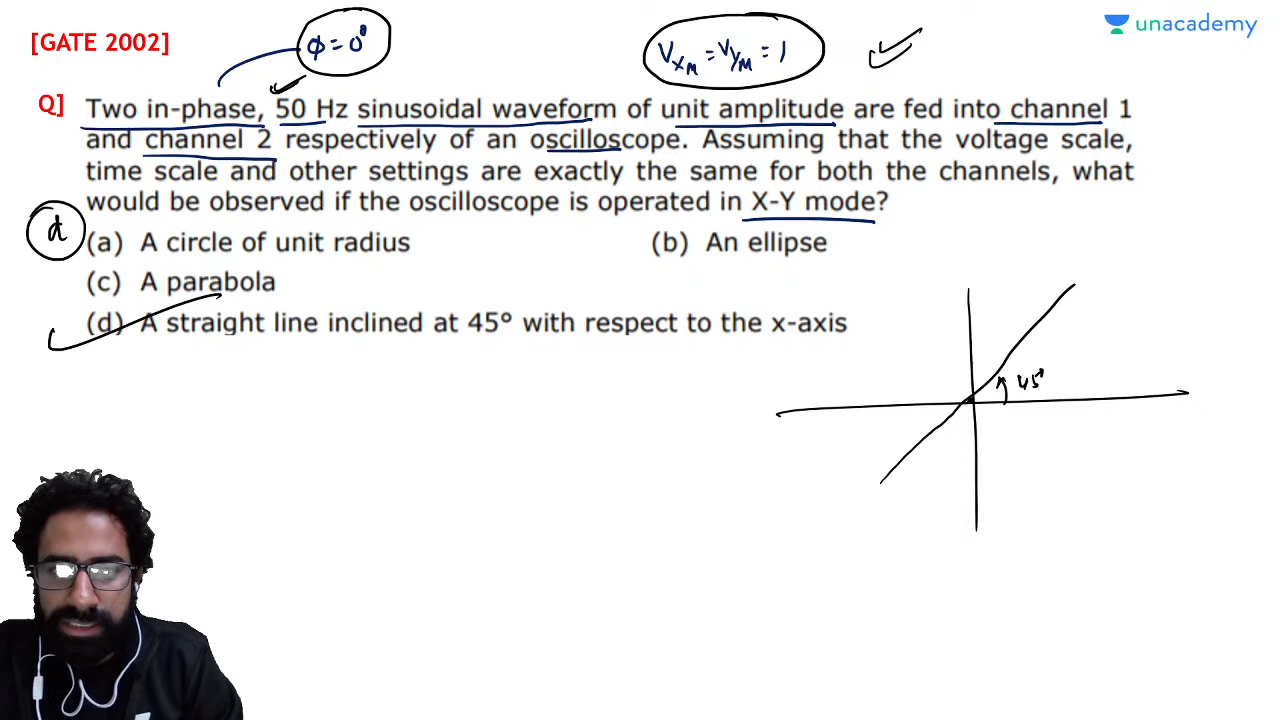 [GATE 2002]
ϕ = 0°
V_XM = V_YM = 1
unacademy
Q] Two in-phase, 50 Hz sinusoidal waveform of unit amplitude are fed into channel 1
and channel 2 respectively of an oscilloscope. Assuming that the voltage scale,
time scale and other settings are exactly the same for both the channels, what
would be observed if the oscilloscope is operated in X-Y mode?
d
(a) A circle of unit radius (b) An ellipse
(c) A parabola
(d) A straight line inclined at 45° with respect to the x-axis
45°